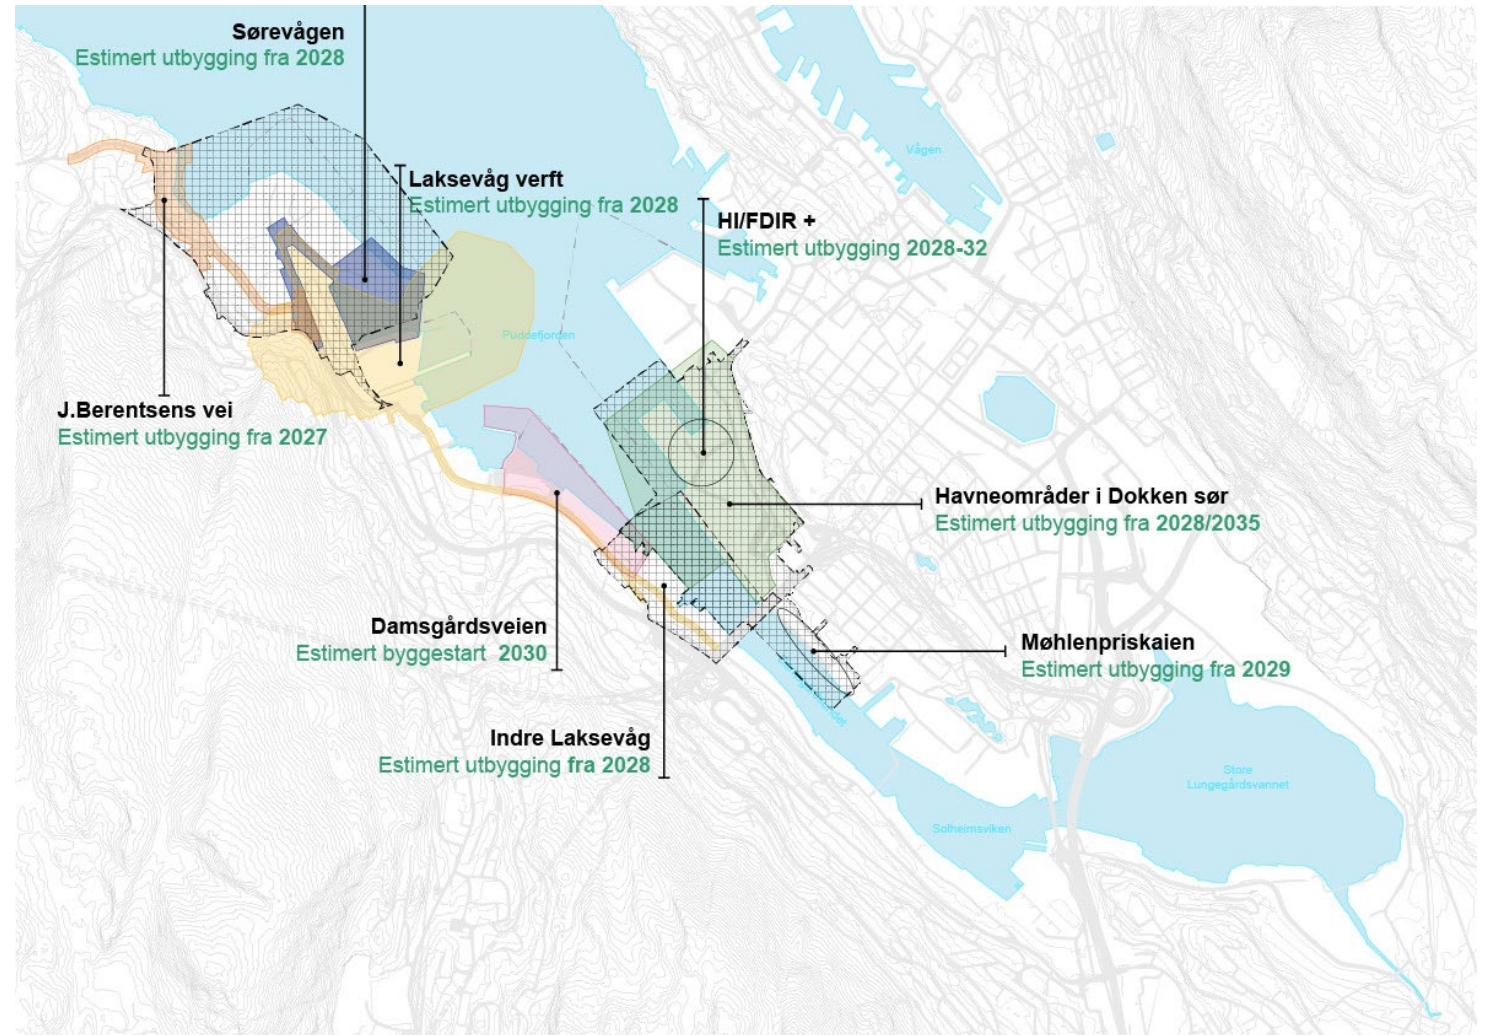 Sørevågen
Estimert utbygging fra 2028
Vågen
Laksevåg verft
Estimert utbygging fra 2028
HI/FDIR +
Estimert utbygging 2028-32
Puddefjorden
J.Berentsens vei
Estimert utbygging fra 2027
Havneområder i Dokken sør
Estimert utbygging fra 2028/2035
Damsgårdsveien
Estimert byggestart 2030
Møhlenpriskaien
Estimert utbygging fra 2029
Indre Laksevåg
Estimert utbygging fra 2028
Store
Lungegårdsvannet
Solheimsviken